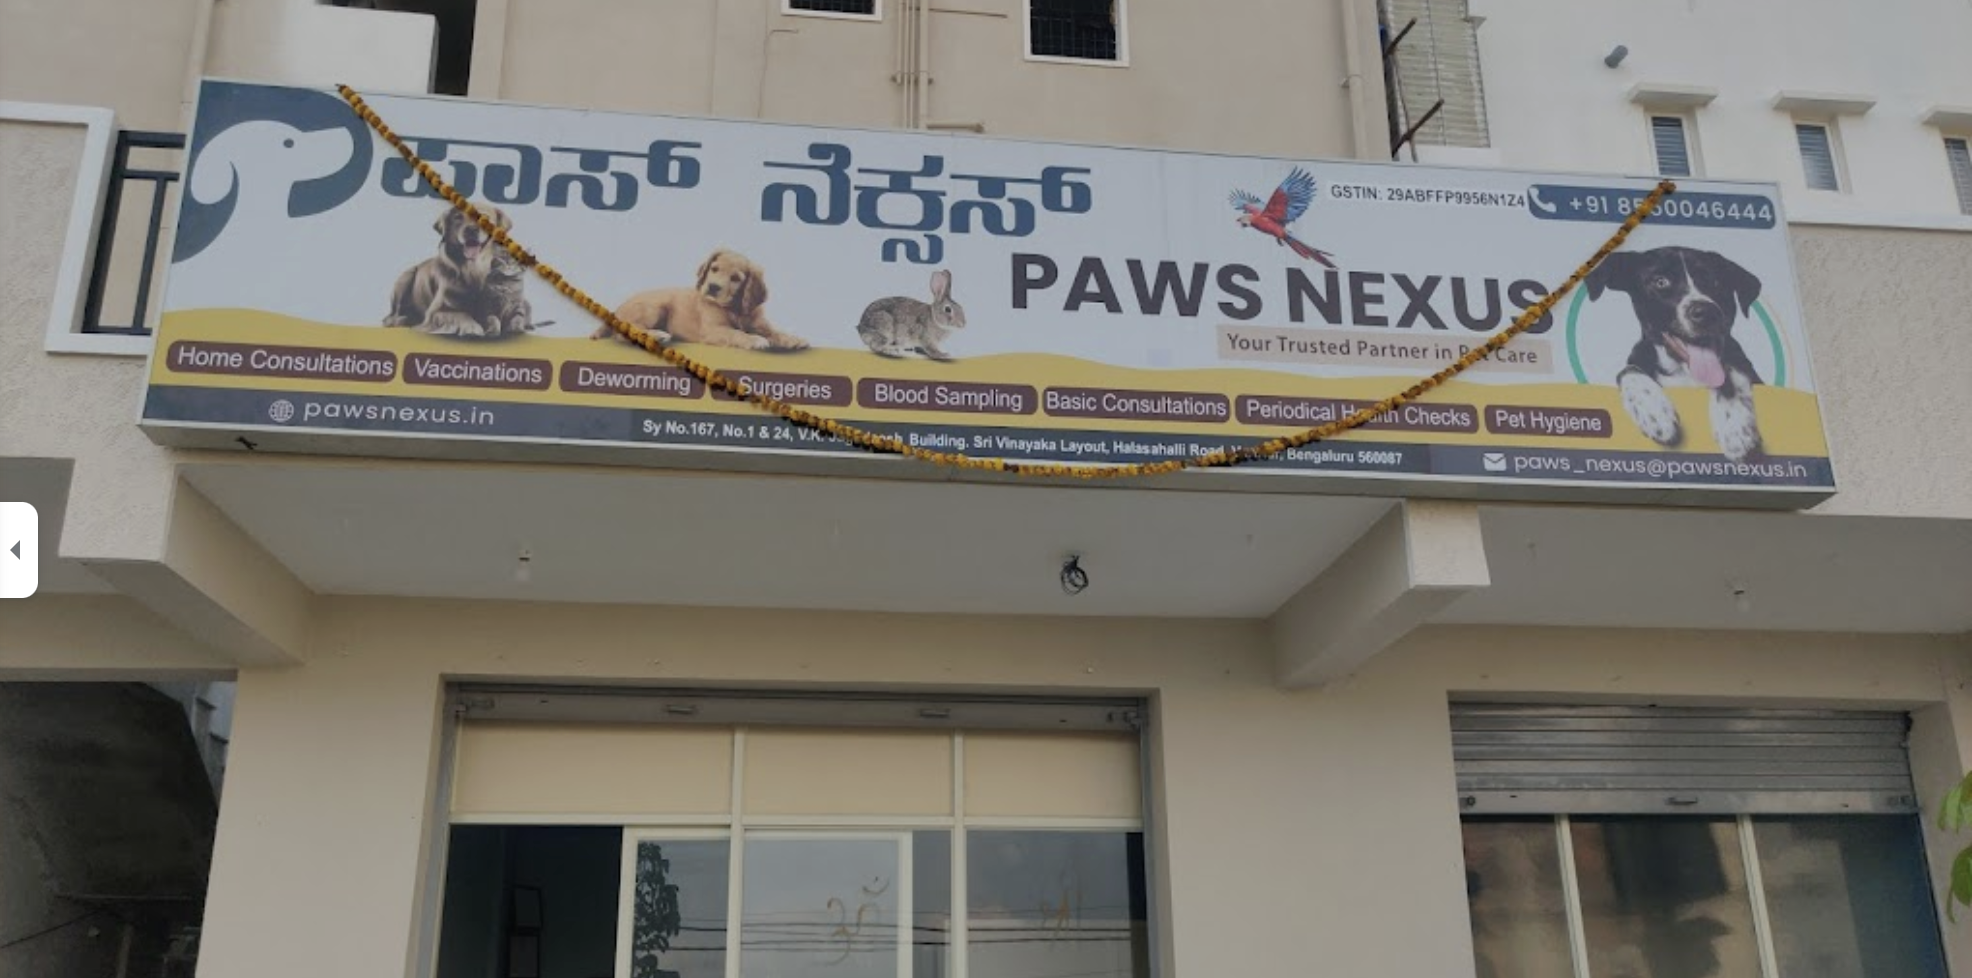 ಪಾಸ್ ನೆಕ್ಸಸ್
GSTIN: 29ABFFP9956N1Z4
PAWS NEXUS
Your Trusted Partner in Pet Care
Home Consultations
Vaccinations
Deworming
Surgeries
Blood Sampling
Basic Consultations
Periodical Health Checks
Pet Hygiene
pawsnexus.in
Sy No.167, No.1 & 24, V.K. Building, Sri Vinayaka Layout, Halasahalli Road, Bengaluru 560087
paws_nexus@pawsnexus.in
ॐ